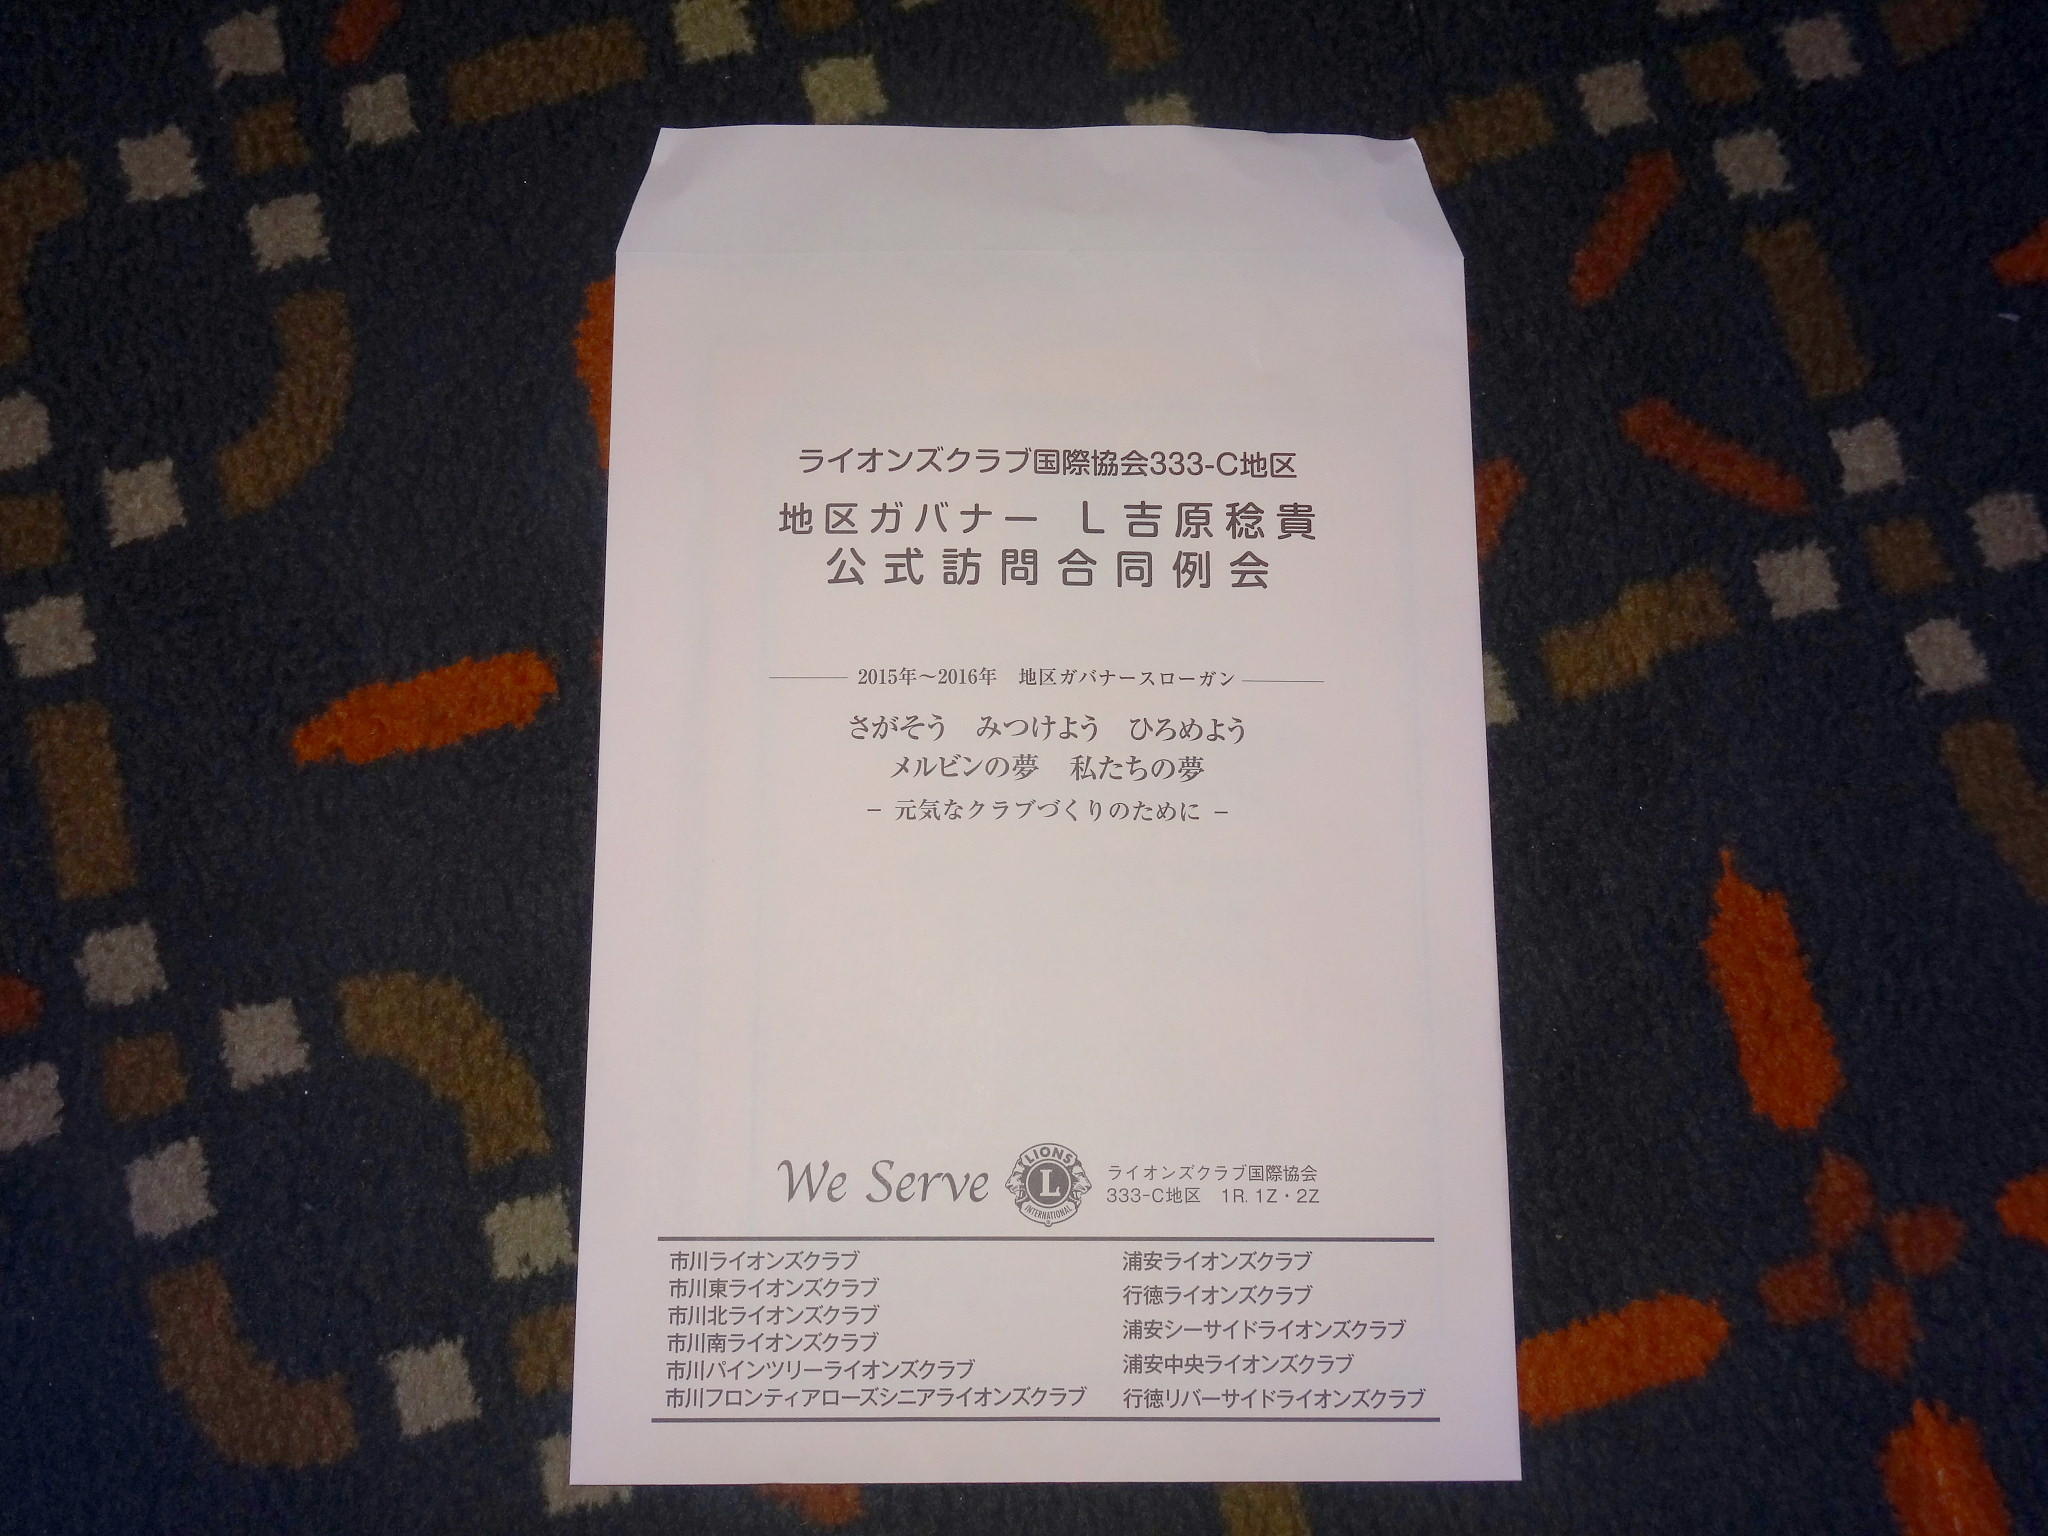 ライオンズクラブ国際協会333-C地区
地区ガバナー L吉原稔貴
公式訪問合同例会
2015年～2016年 地区ガバナースローガン
さがそう みつけよう ひろめよう
メルビンの夢 私たちの夢
− 元気なクラブづくりのために −
We Serve
LIONS
L
INTERNATIONAL
®
ライオンズクラブ国際協会
333-C地区 1R. 1Z・2Z
市川ライオンズクラブ
市川東ライオンズクラブ
市川北ライオンズクラブ
市川南ライオンズクラブ
市川パインツリーライオンズクラブ
市川フロンティアローズシニアライオンズクラブ
浦安ライオンズクラブ
行徳ライオンズクラブ
浦安シーサイドライオンズクラブ
浦安中央ライオンズクラブ
行徳リバーサイドライオンズクラブ